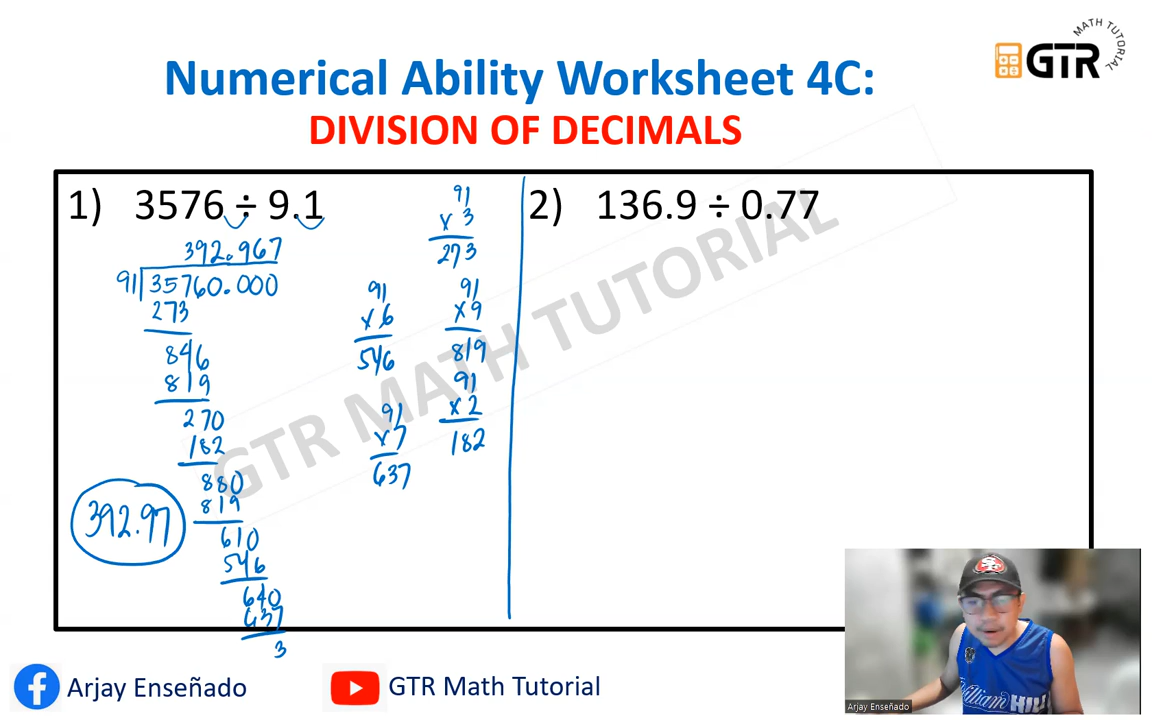 MATH TUTORIAL
GTR
Numerical Ability Worksheet 4C:
DIVISION OF DECIMALS
1) 3576 ÷ 9.1
392.967
91 35760.000
273
846
819
270
182
880
819
610
546
640
637
3
392.97
91
x 3
273
91
x 9
819
91
x 2
182
91
x 6
546
91
x 7
637
2) 136.9 ÷ 0.77
GTR MATH TUTORIAL
William HILL
Arjay Enseñado
Arjay Enseñado
GTR Math Tutorial